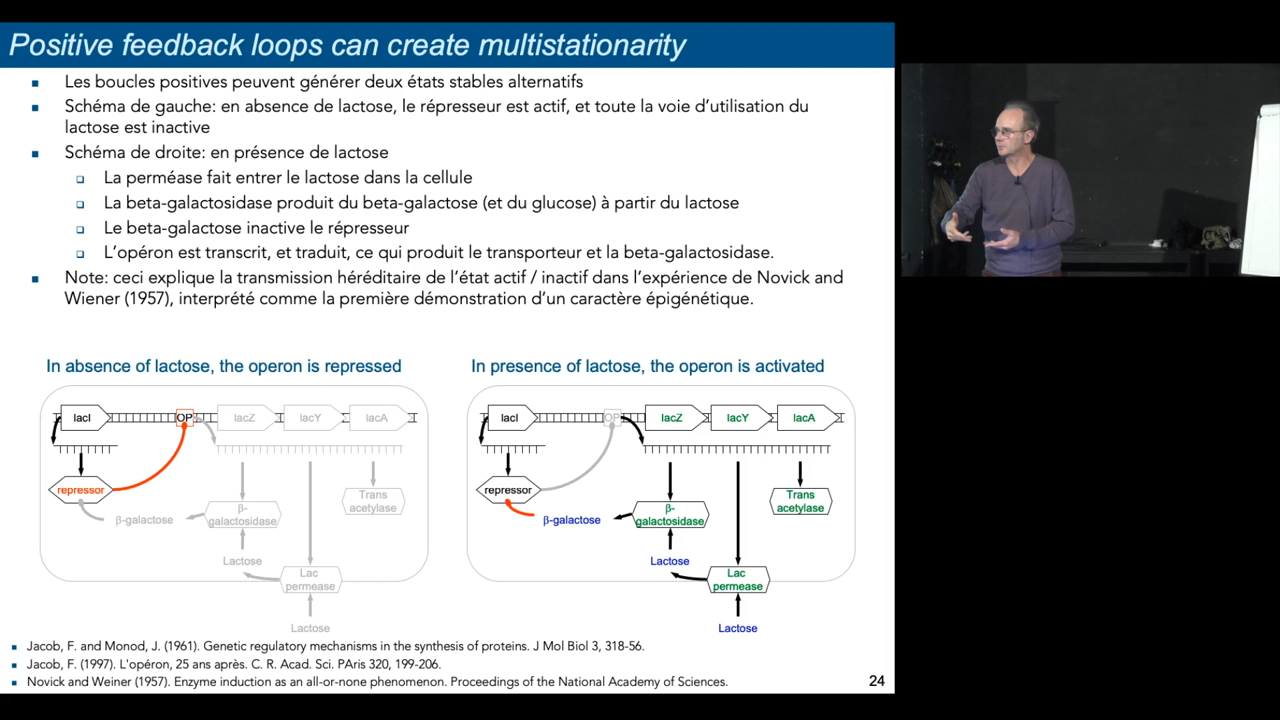 Positive feedback loops can create multistationarity
Les boucles positives peuvent générer deux états stables alternatifs
Schéma de gauche: en absence de lactose, le répresseur est actif, et toute la voie d'utilisation du
lactose est inactive
Schéma de droite: en présence de lactose
La perméase fait entrer le lactose dans la cellule
La beta-galactosidase produit du beta-galactose (et du glucose) à partir du lactose
Le beta-galactose inactive le répresseur
L'opéron est transcrit, et traduit, ce qui produit le transporteur et la beta-galactosidase.
Note: ceci explique la transmission héréditaire de l'état actif / inactif dans l'expérience de Novick and
Wiener (1957), interprété comme la première démonstration d'un caractère épigénétique.
In absence of lactose, the operon is repressed
lacI
OP
lacZ
lacY
lacA
repressor
β-galactose
β-
galactosidase
Trans
acetylase
Lactose
Lac
permease
Lactose
In presence of lactose, the operon is activated
lacI
OP
lacZ
lacY
lacA
repressor
β-galactose
β-
galactosidase
Trans
acetylase
Lactose
Lac
permease
Lactose
Jacob, F. and Monod, J. (1961). Genetic regulatory mechanisms in the synthesis of proteins. J Mol Biol 3, 318-56.
Jacob, F. (1997). L'opéron, 25 ans après. C. R. Acad. Sci. PAris 320, 199-206.
Novick and Weiner (1957). Enzyme induction as an all-or-none phenomenon. Proceedings of the National Academy of Sciences.
24